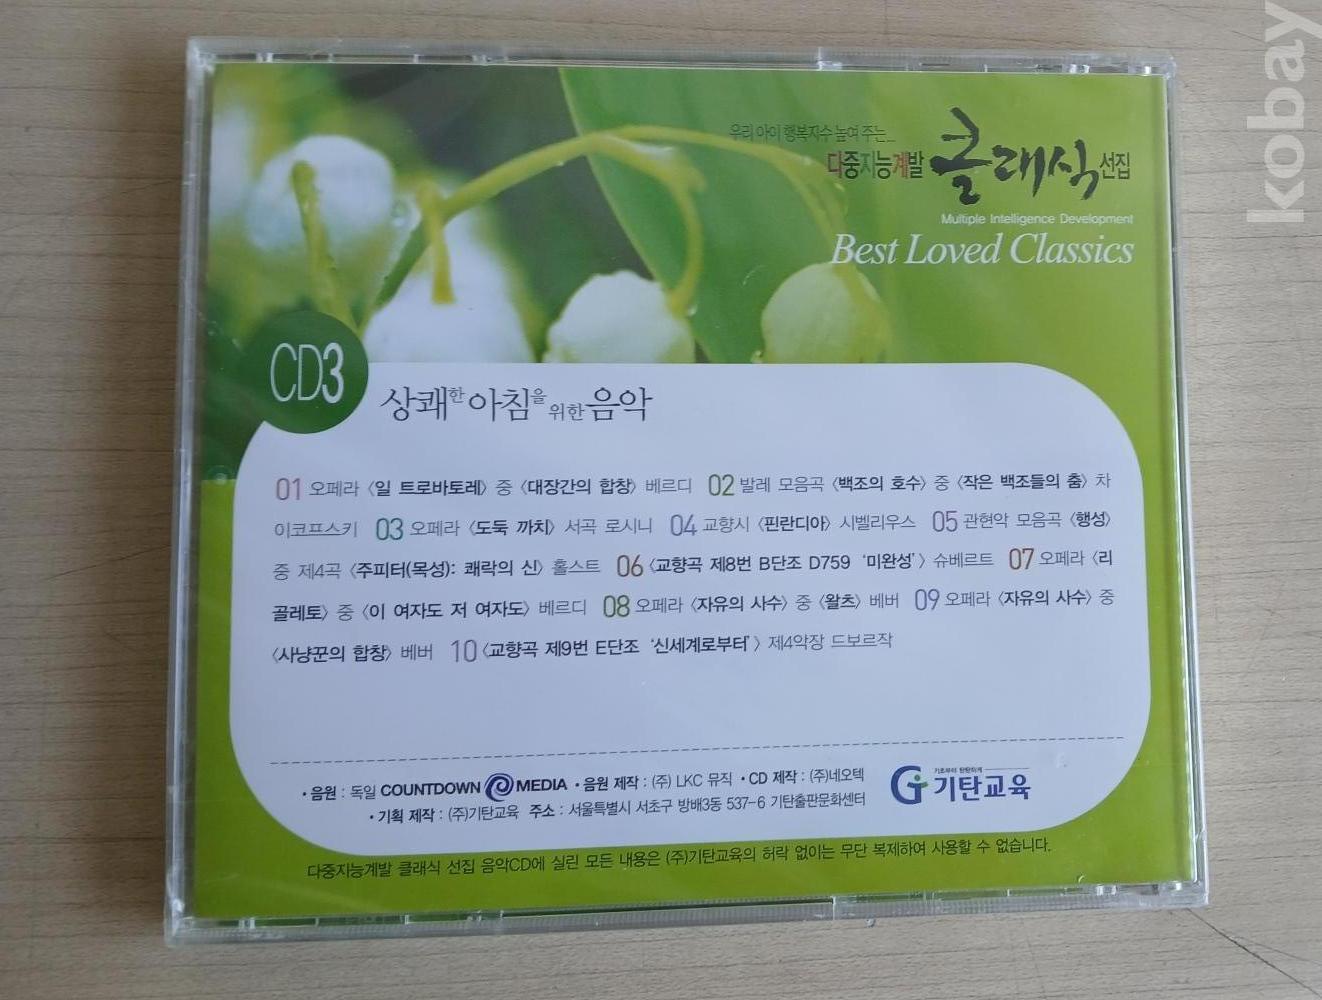 kobay
우리 아이 행복지수 높여 주는...
다중지능계발 클래식 선집
Multiple Intelligence Development
Best Loved Classics
CD3
상쾌한 아침을 위한 음악
01 오페라 〈일 트로바토레〉 중 〈대장간의 합창〉 베르디 02 발레 모음곡 〈백조의 호수〉 중 〈작은 백조들의 춤〉 차
이코프스키 03 오페라 〈도둑 까치〉 서곡 로시니 04 교향시 〈핀란디아〉 시벨리우스 05 관현악 모음곡 〈행성〉
중 제4곡 〈주피터(목성): 쾌락의 신〉 홀스트 06 〈교향곡 제8번 B단조 D759 ‘미완성’〉 슈베르트 07 오페라 〈리
골레토〉 중 〈이 여자도 저 여자도〉 베르디 08 오페라 〈자유의 사수〉 중 〈왈츠〉 베버 09 오페라 〈자유의 사수〉 중
〈사냥꾼의 합창〉 베버 10 〈교향곡 제9번 E단조 ‘신세계로부터’〉 제4악장 드보르작
• 음원 : 독일 COUNTDOWN MEDIA • 음원 제작 : (주) LKC 뮤직 • CD 제작 : (주)네오텍
• 기획 제작 : (주)기탄교육 주소 : 서울특별시 서초구 방배3동 537-6 기탄출판문화센터
기초부터 탄탄하게
기탄교육
다중지능계발 클래식 선집 음악CD에 실린 모든 내용은 (주)기탄교육의 허락 없이는 무단 복제하여 사용할 수 없습니다.